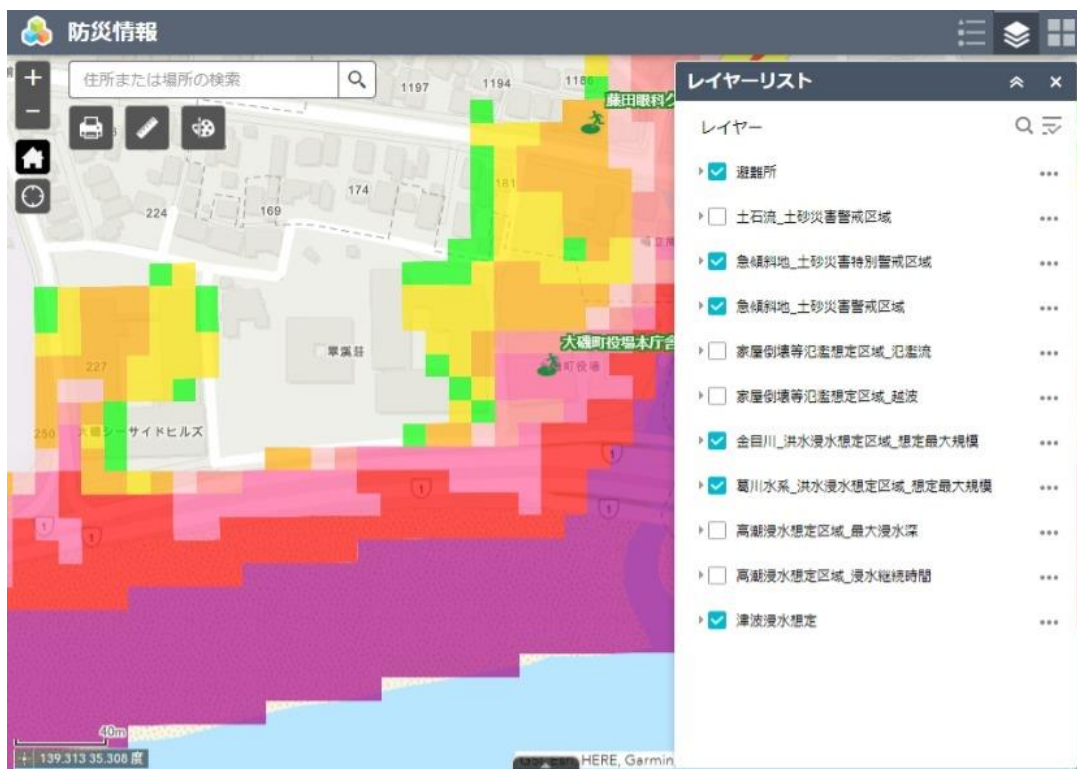 防災情報
住所または場所の検索
1197
1194
1186
藤田眼科ク
181
174
224
169
翠渓荘
大磯町役場本庁舎
町役場
227
250
大磯シーサイドヒルズ
1
1
1
1
1
40m
139.313 35.308 度
HERE, Garmin
レイヤーリスト
レイヤー
避難所
土石流_土砂災害警戒区域
急傾斜地_土砂災害特別警戒区域
急傾斜地_土砂災害警戒区域
家屋倒壊等氾濫想定区域_氾濫流
家屋倒壊等氾濫想定区域_越波
金目川_洪水浸水想定区域_想定最大規模
葛川水系_洪水浸水想定区域_想定最大規模
高潮浸水想定区域_最大浸水深
高潮浸水想定区域_浸水継続時間
津波浸水想定